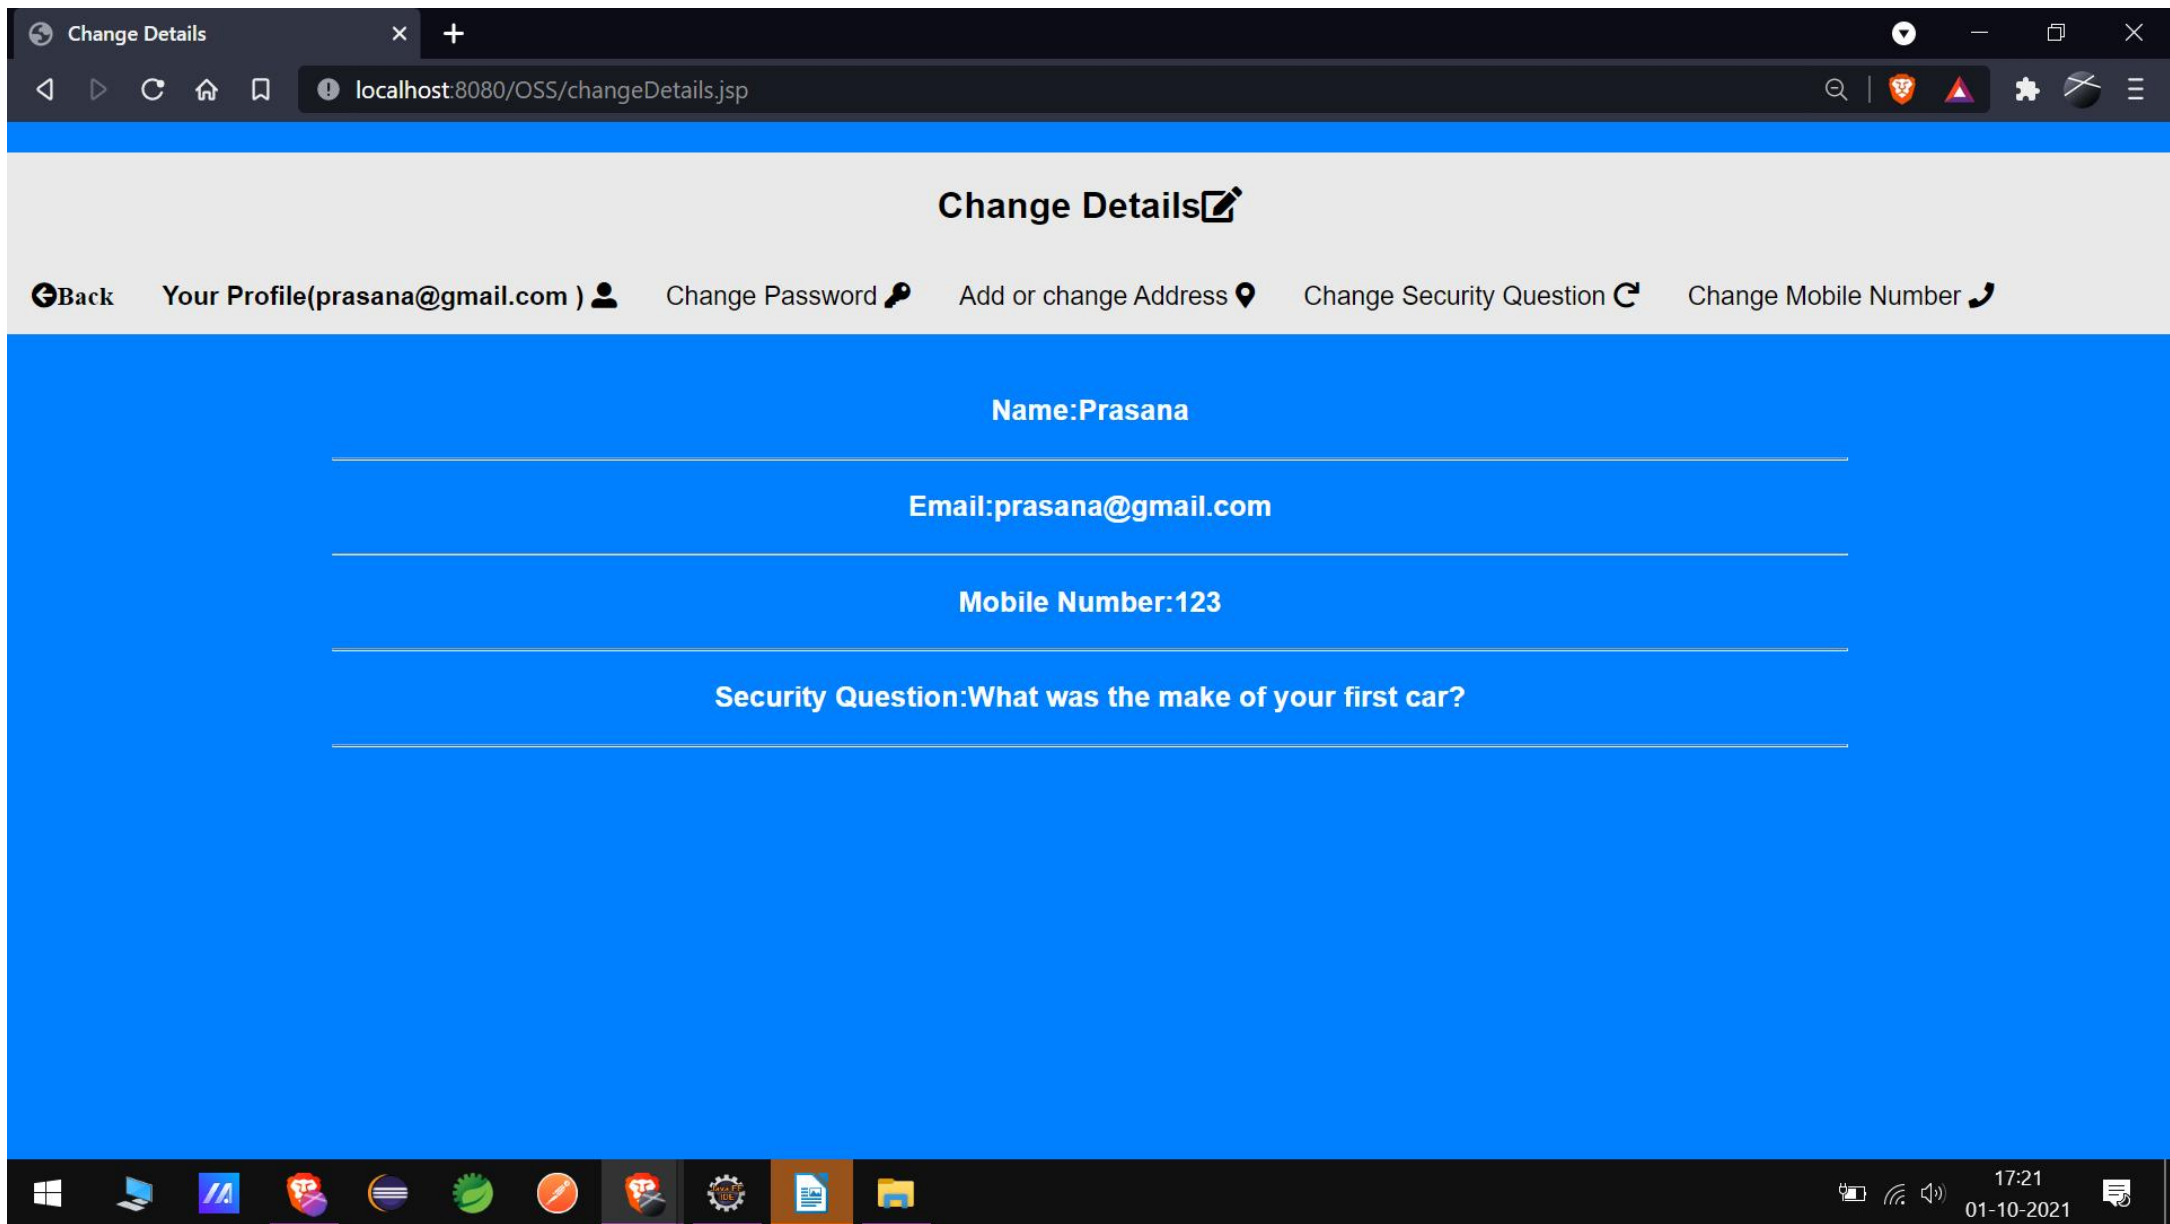 Change Details
localhost:8080/OSS/changeDetails.jsp
Change Details
Back Your Profile(prasana@gmail.com ) Change Password Add or change Address Change Security Question Change Mobile Number
Name:Prasana
Email:prasana@gmail.com
Mobile Number:123
Security Question:What was the make of your first car?
17:21
01-10-2021